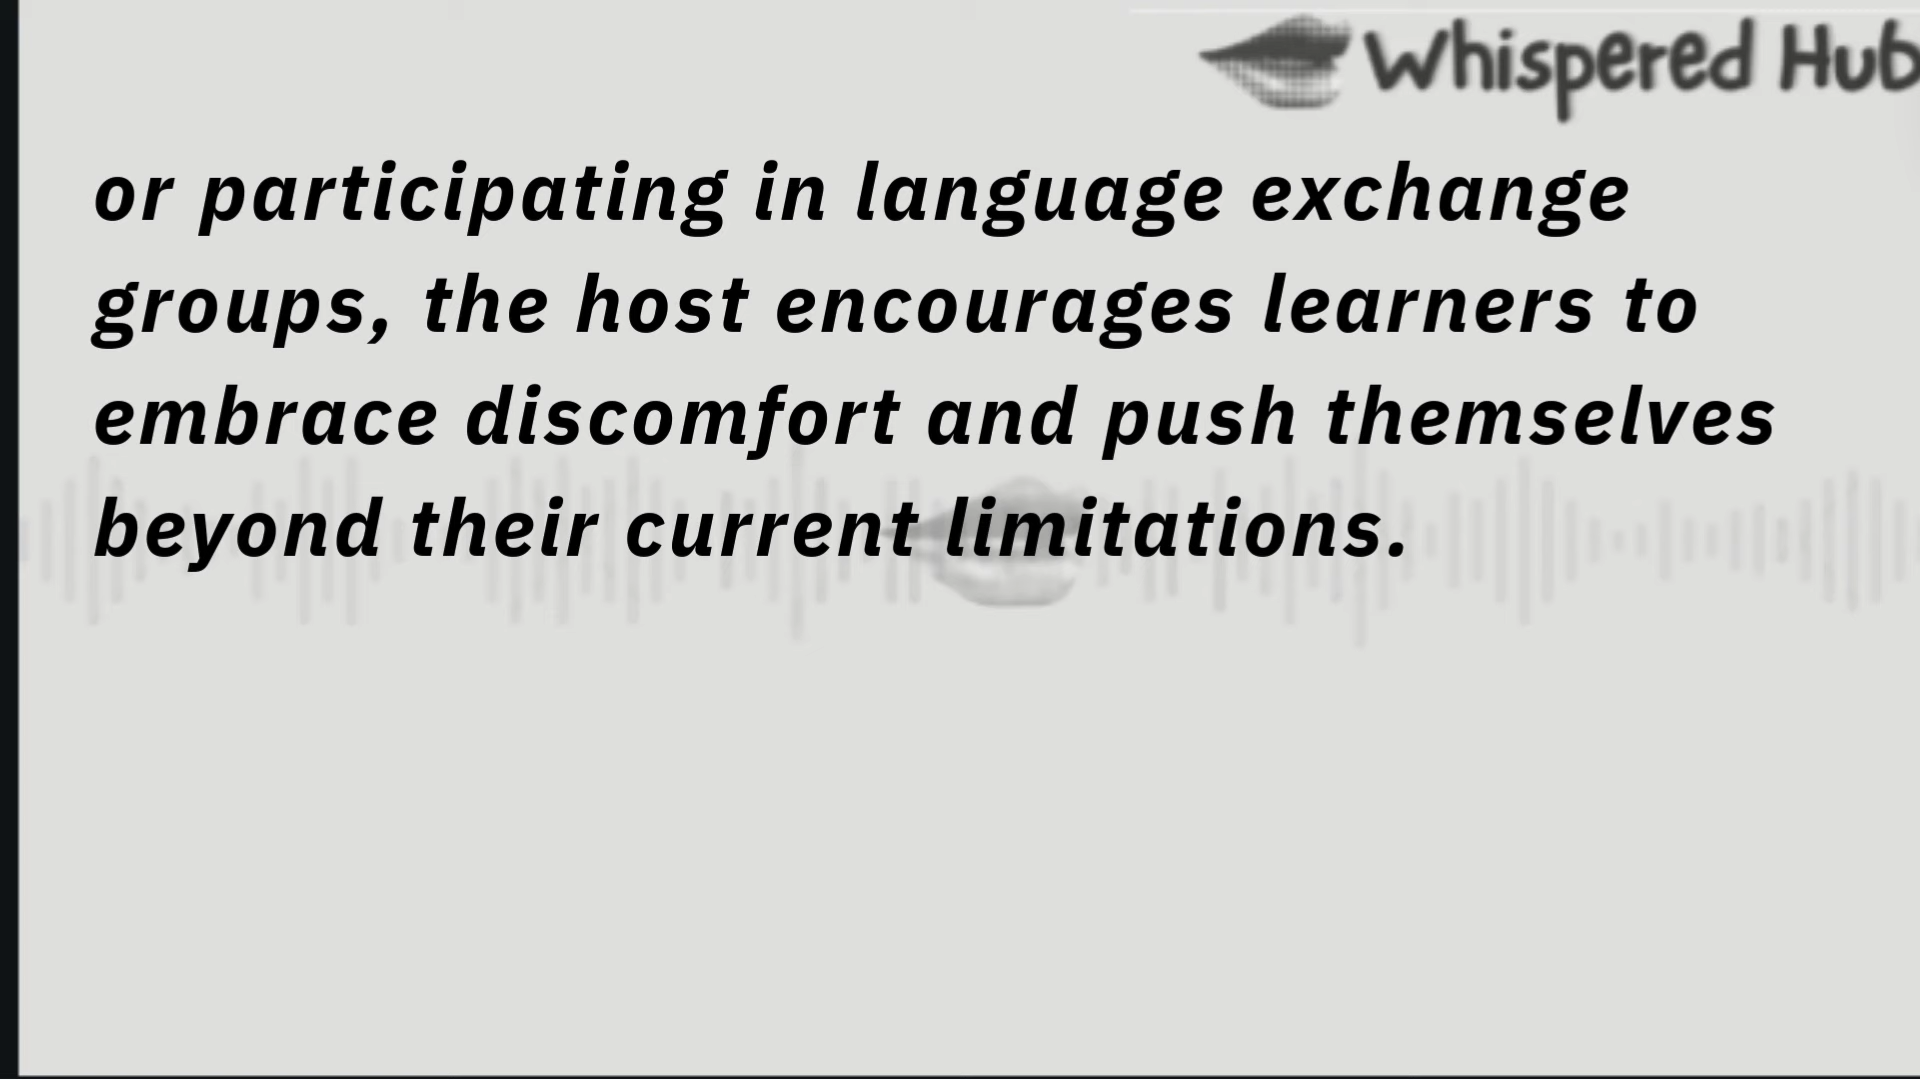 Whispered Hub
or participating in language exchange
groups, the host encourages learners to
embrace discomfort and push themselves
beyond their current limitations.